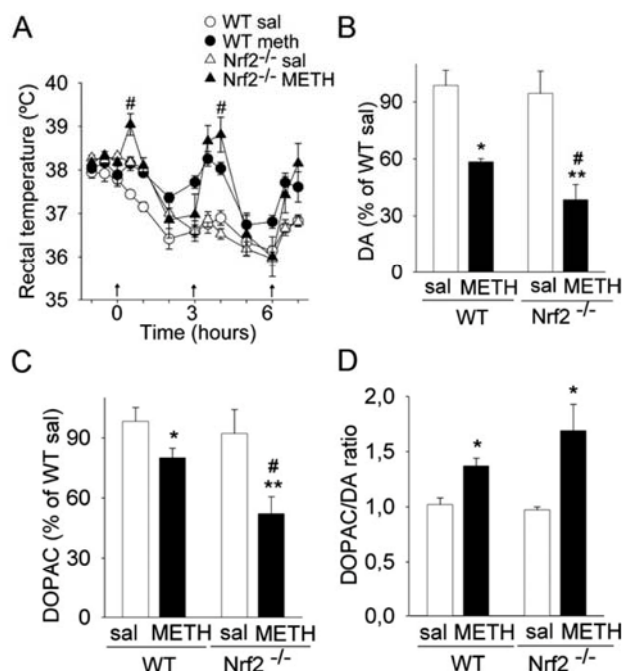 A
WT sal
WT meth
Nrf2-/- sal
Nrf2-/- METH
Rectal temperature (ºC)
40
39
38
37
36
35
# #
0 3 6
Time (hours)
B
DA (% of WT sal)
90
60
30
0
*
#
**
sal METH sal METH
WT Nrf2 -/-
C
DOPAC (% of WT sal)
90
60
30
0
*
#
**
sal METH sal METH
WT Nrf2-/-
D
DOPAC/DA ratio
2,0
1,5
1,0
0,5
0,0
*
*
sal METH sal METH
WT Nrf2-/-